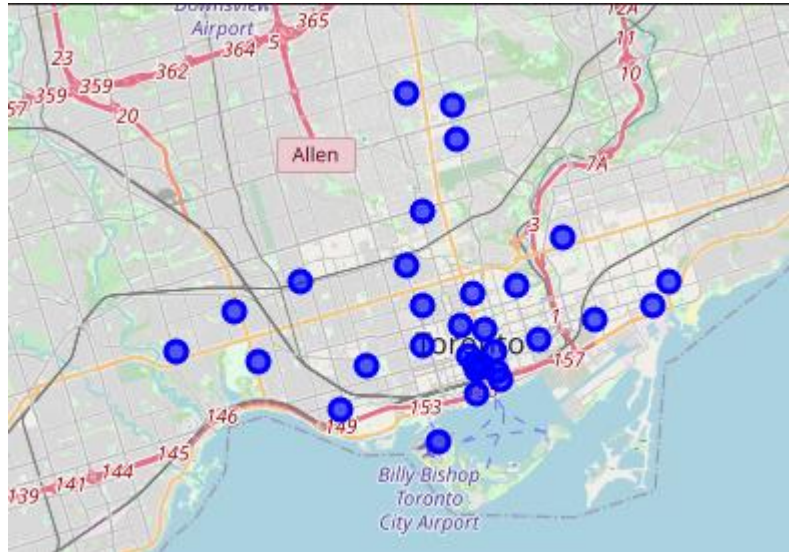 Downsview
Airport
365
5
364
362
23
359
359
57
20
12A
11
10
Allen
7A
3
1
Toronto
157
153
149
146
145
144
141
139
Billy Bishop
Toronto
City Airport